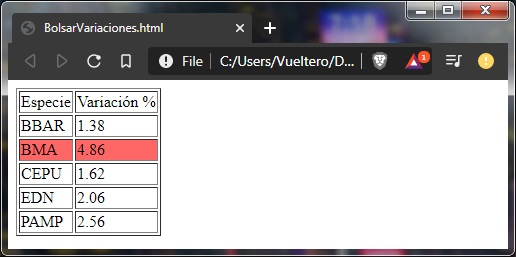 BolsarVariaciones.html
File | C:/Users/Vueltero/D... 1
Especie Variación %
BBAR 1.38
BMA 4.86
CEPU 1.62
EDN 2.06
PAMP 2.56